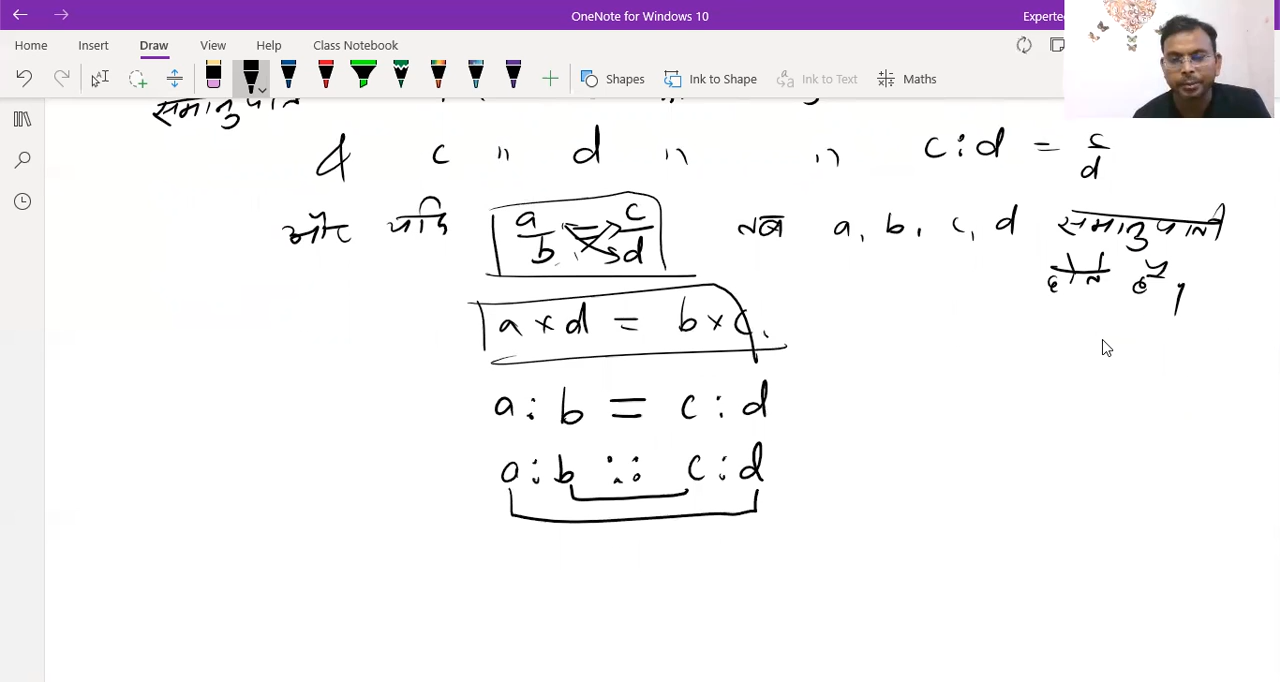 OneNote for Windows 10
Home Insert Draw View Help Class Notebook
Shapes Ink to Shape Ink to Text Maths
समानुपात
& c " d " " c : d = c/d
और यदि a/b = c/d तब a, b, c, d समानुपाती
होते हैं।
a × d = b × c.
a : b = c : d
a : b :: c : d